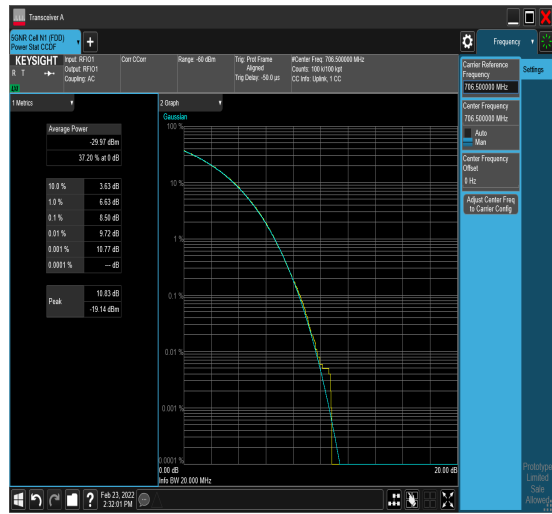 Transceiver A
5GNR Cell N1 (FDD)
Power Stat CCDF
Frequency
KEYSIGHT
R T
LXI
Input: RFIO1
Output: RFIO1
Coupling: AC
Corr CCorr
Range: -60 dBm
Trig: Prot Frame
Aligned
Trig Delay: -50.0 µs
#Center Freq: 706.500000 MHz
Counts: 100 k/100 kpt
CC Info: Uplink, 1 CC
Carrier Reference
Frequency
706.500000 MHz
Center Frequency
706.500000 MHz
Auto
Man
Center Frequency
Offset
0 Hz
Adjust Center Freq
to Carrier Config
Settings
1 Metrics
Average Power
-29.97 dBm
37.20 % at 0 dB
10.0 % 3.63 dB
1.0 % 6.63 dB
0.1 % 8.50 dB
0.01 % 9.72 dB
0.001 % 10.77 dB
0.0001 % --- dB
Peak
10.83 dB
-19.14 dBm
2 Graph
Gaussian
100 %
10 %
1 %
0.1 %
0.01 %
0.001 %
0.0001 %
0.00 dB 20.00 dB
Info BW 20.000 MHz
Feb 23, 2022
2:32:01 PM
?
Prototype
Limited
Sale
Allowed